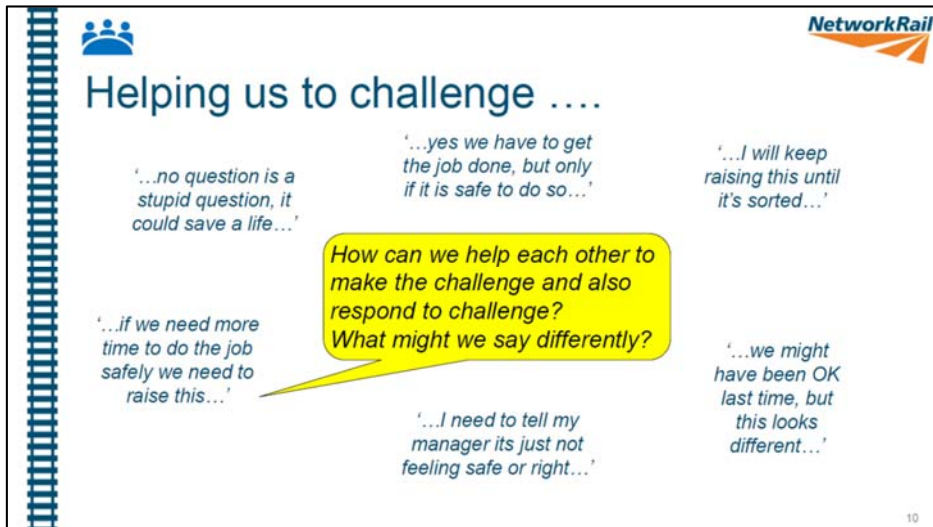 NetworkRail
Helping us to challenge ....
‘...no question is a
stupid question, it
could save a life...’
‘...yes we have to get
the job done, but only
if it is safe to do so...’
‘...I will keep
raising this until
it’s sorted...’
How can we help each other to
make the challenge and also
respond to challenge?
What might we say differently?
‘...if we need more
time to do the job
safely we need to
raise this...’
‘...I need to tell my
manager its just not
feeling safe or right...’
‘...we might
have been OK
last time, but
this looks
different...’
10